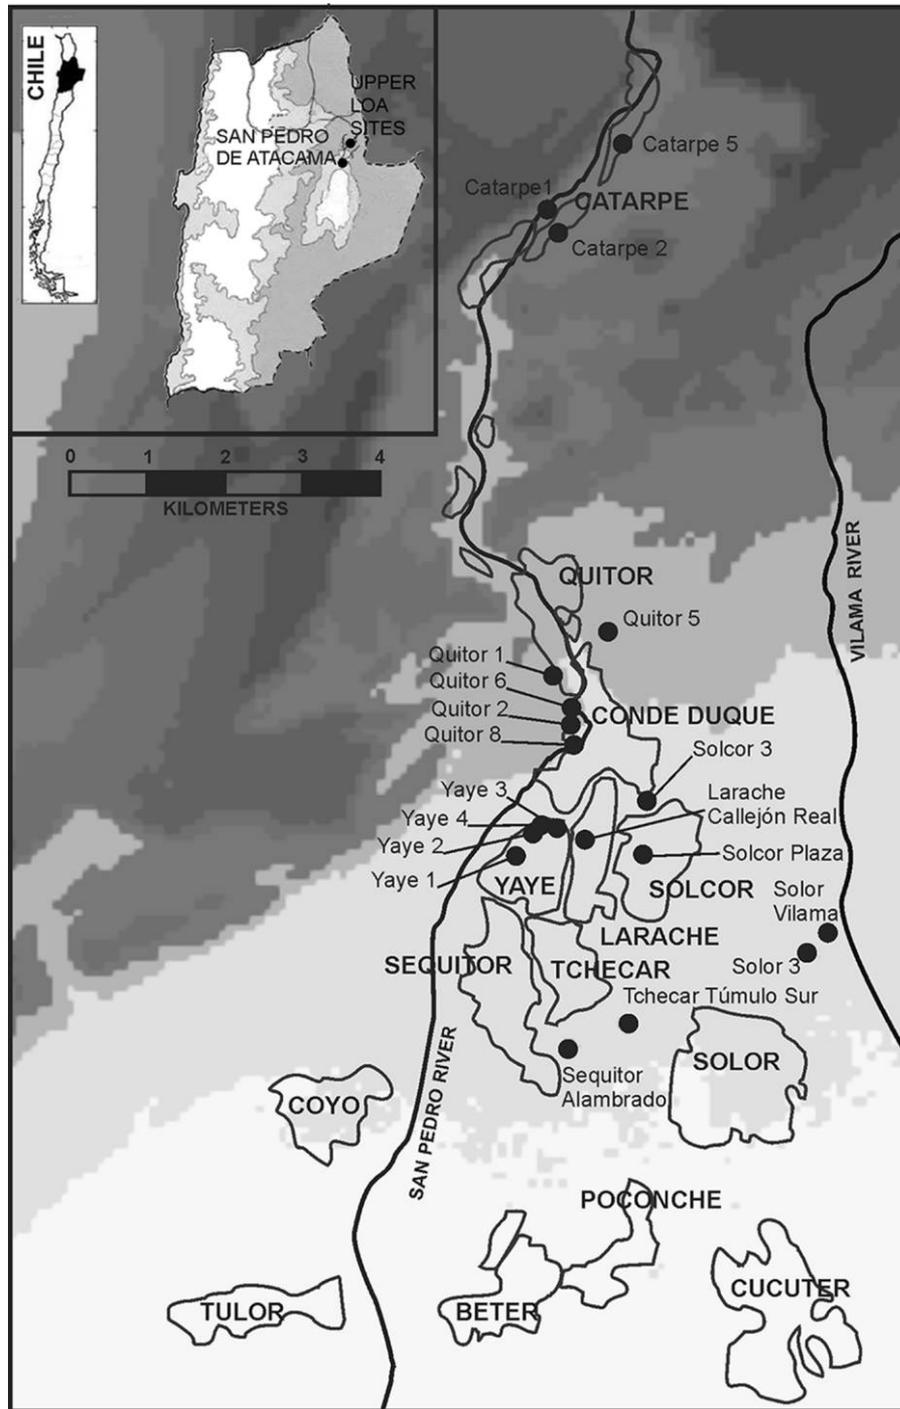 CHILE
UPPER
LOA
SITES
SAN PEDRO
DE ATACAMA
0 1 2 3 4
KILOMETERS
Catarpe 5
Catarpe1
CATARPE
Catarpe 2
QUITOR
Quitor 5
VILAMA RIVER
Quitor 1
Quitor 6
Quitor 2
Quitor 8
CONDE DUQUE
Solcor 3
Yaye 3
Yaye 4
Yaye 2
Yaye 1
Larache
Callejón Real
Solcor Plaza
YAYE
SOLCOR
Solor
Vilama
LARACHE
Solor 3
SEQUITOR
TCHECAR
Tchecar Túmulo Sur
SAN PEDRO RIVER
Sequitor
Alambrado
SOLOR
COYO
POCONCHE
TULOR
BETER
CUCUTER